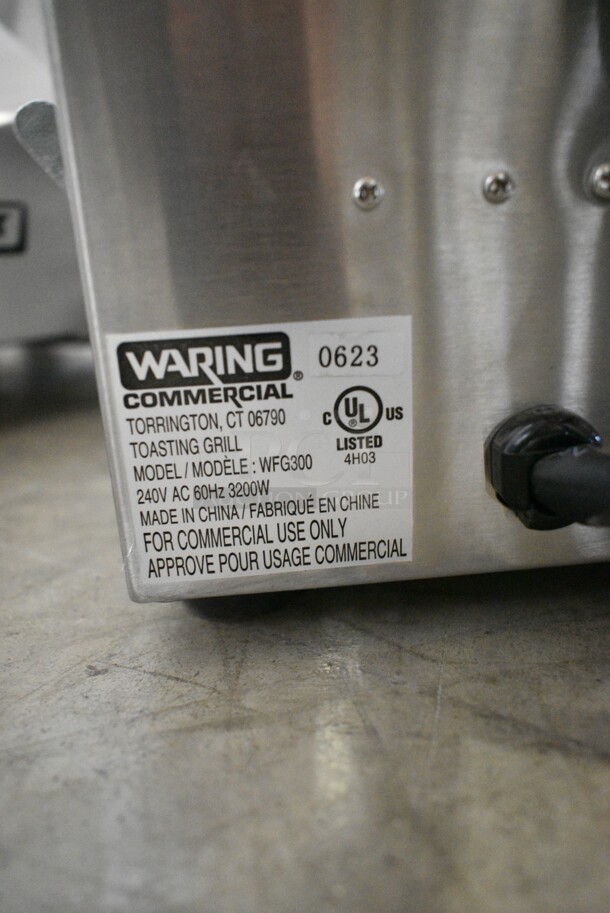 WARING
COMMERCIAL
0623
TORRINGTON, CT 06790
TOASTING GRILL
MODEL / MODÈLE : WFG300
240V AC 60Hz 3200W
MADE IN CHINA / FABRIQUÉ EN CHINE
FOR COMMERCIAL USE ONLY
APPROVE POUR USAGE COMMERCIAL
C UL US
LISTED
4H03